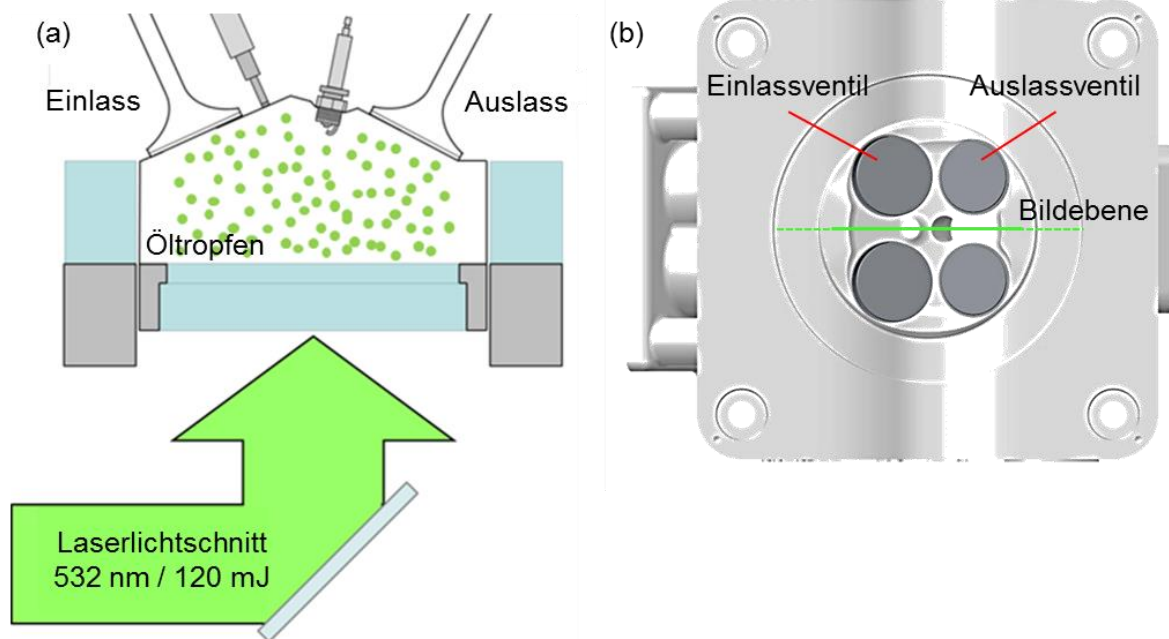 (a)
Einlass
Auslass
Öltropfen
Laserlichtschnitt
532 nm / 120 mJ
(b)
Einlassventil
Auslassventil
Bildebene